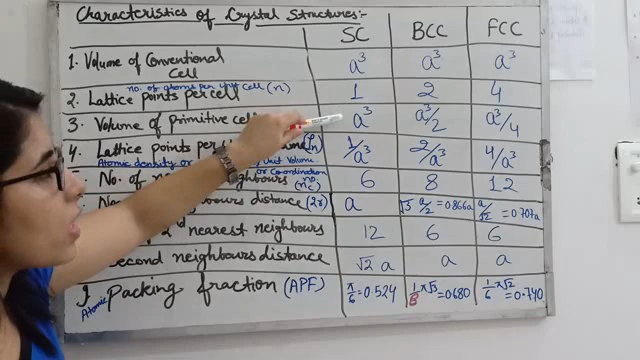 Characteristics of Crystal Structures:-
SC BCC FCC
1. Volume of Conventional Cell a³ a³ a³
no. of atoms per unit cell (n)
2. Lattice points per cell 1 2 4
3. Volume of primitive cell a³ a³/2 a³/4
4. Lattice points per 1/a³ 2/a³ 4/a³
Atomic density or unit Volume
or co-ordination no.
No. of neighbours 6 8 12
neighbours distance (2r) a √3 a/2 = 0.866a a/√2 = 0.707a
nearest neighbours 12 6 6
Second neighbours distance √2 a a a
9. Atomic Packing fraction (APF) π/6 = 0.524 1/8 π√3 = 0.680 1/6 π√2 = 0.740